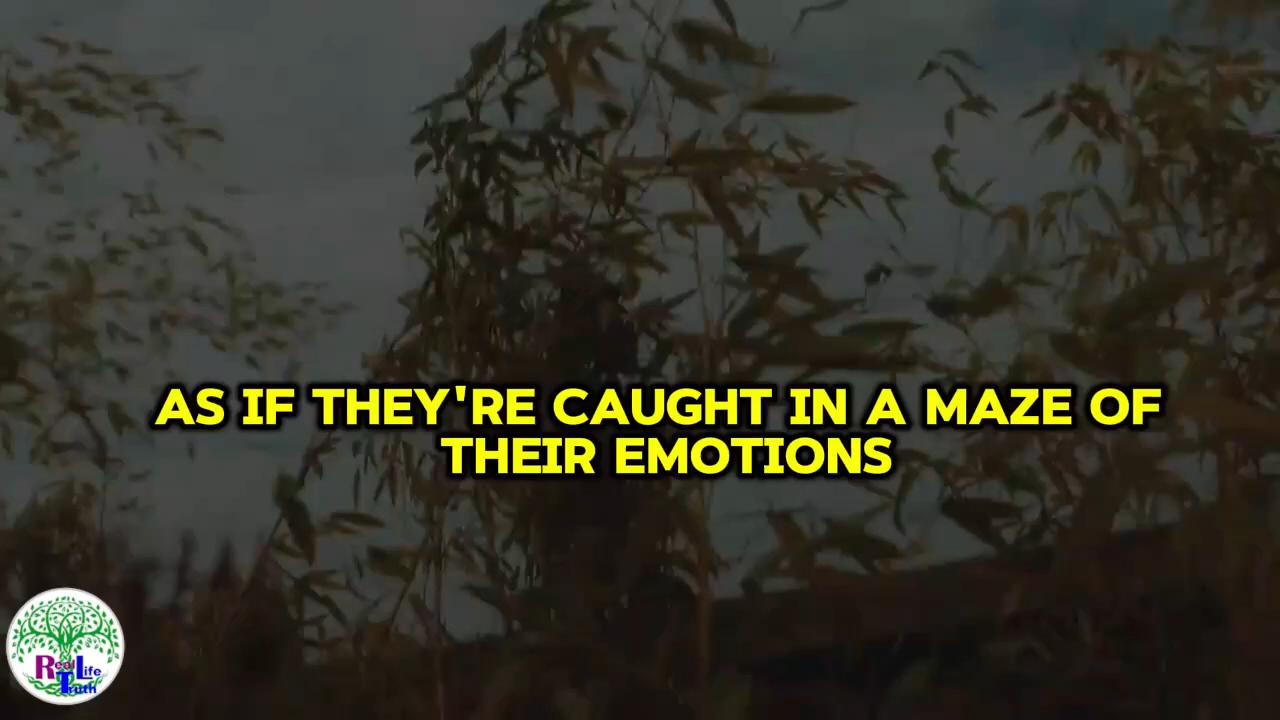 AS IF THEY'RE CAUGHT IN A MAZE OF
THEIR EMOTIONS
Real Life
Truth